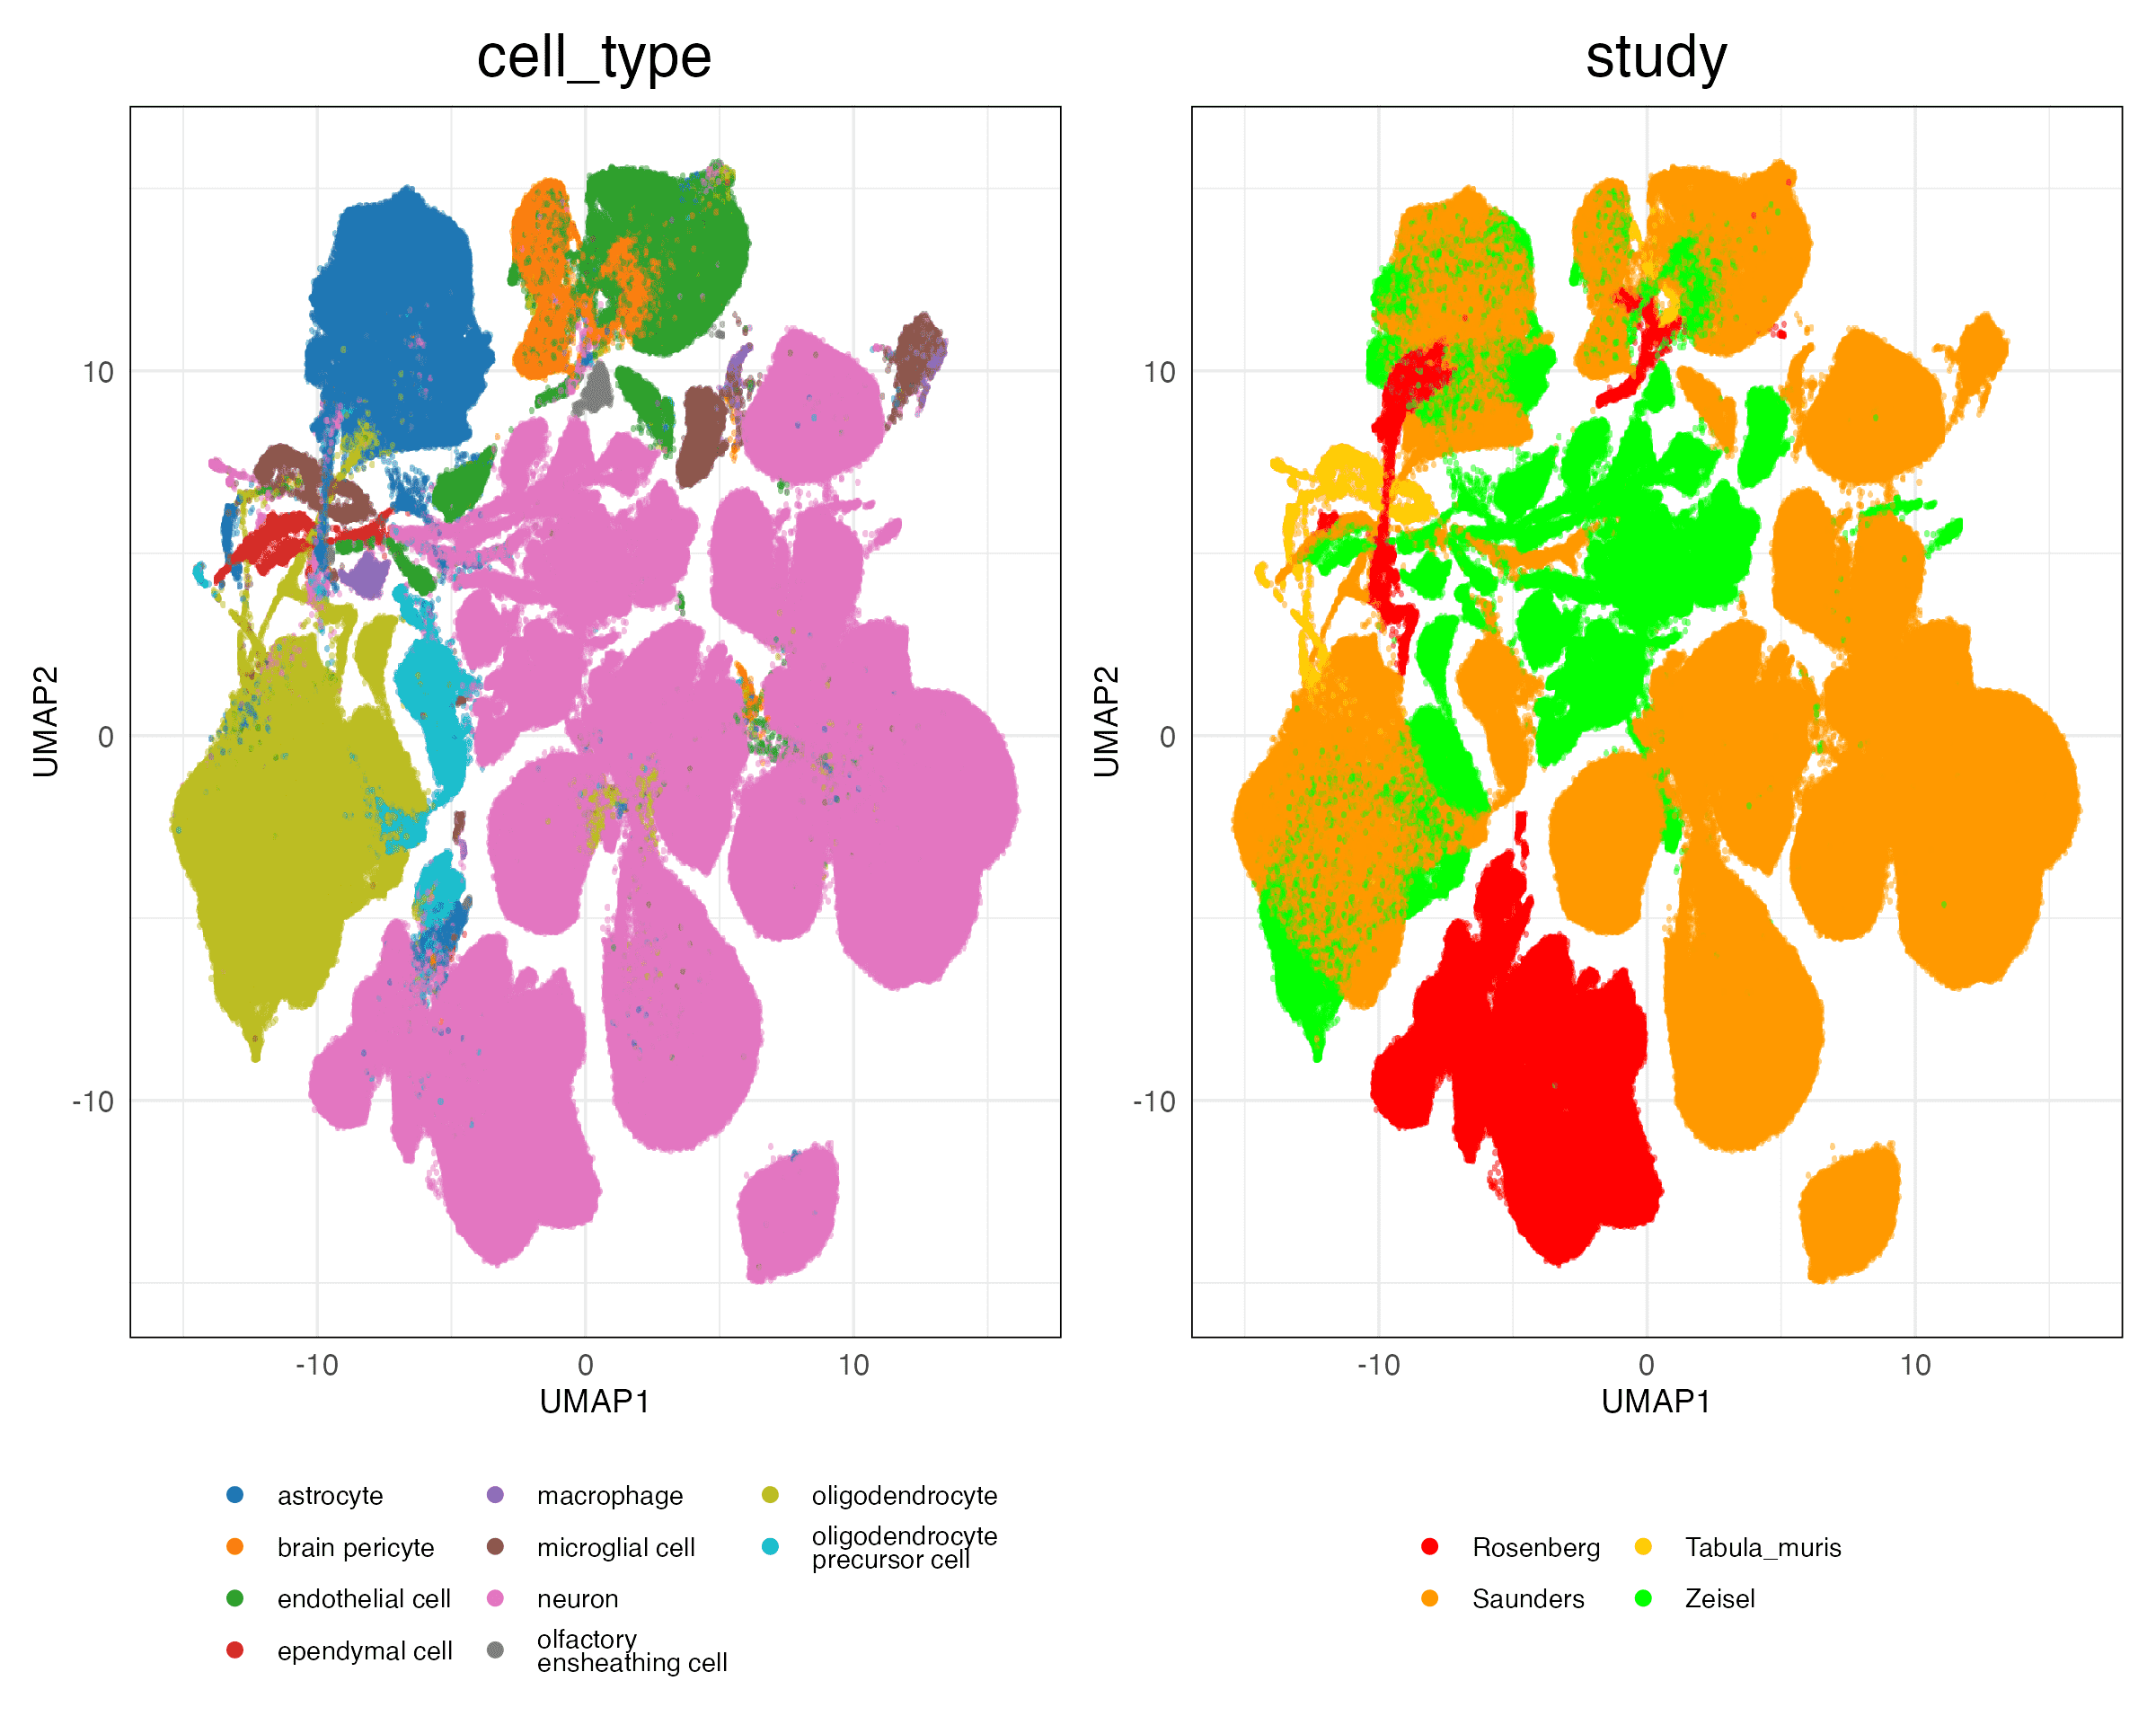 cell_type
study
10
0
-10
UMAP2
-10
0
10
UMAP1
10
0
-10
UMAP2
-10
0
10
UMAP1
astrocyte
brain pericyte
endothelial cell
ependymal cell
macrophage
microglial cell
neuron
olfactory
ensheathing cell
oligodendrocyte
oligodendrocyte
precursor cell
Rosenberg
Saunders
Tabula_muris
Zeisel